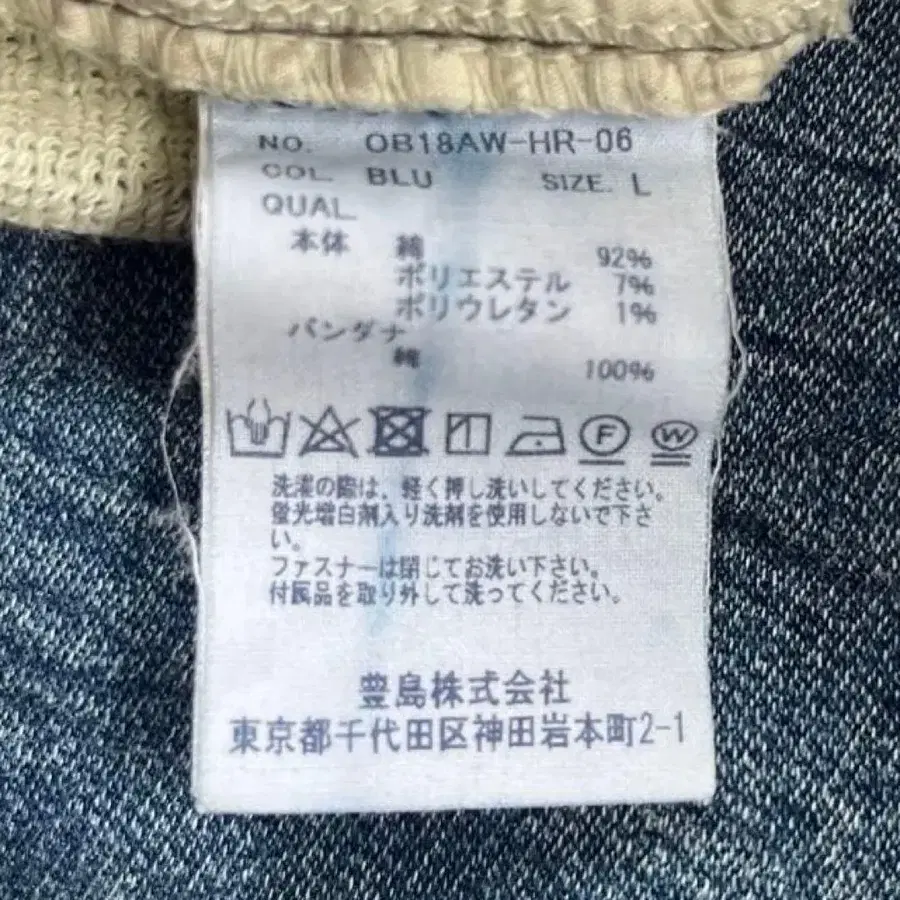 NO. OB18AW-HR-06
COL BLU SIZE. L
QUAL
本体 綿 92%
ポリエステル 7%
ポリウレタン 1%
バンダナ
綿 100%
F W
洗濯の際は、軽く押し洗いしてください。
蛍光増白剤入り洗剤を使用しないで下さ
い。
ファスナーは閉じてお洗い下さい。
付属品を取り外して洗ってください。
豊島株式会社
東京都千代田区神田岩本町2-1